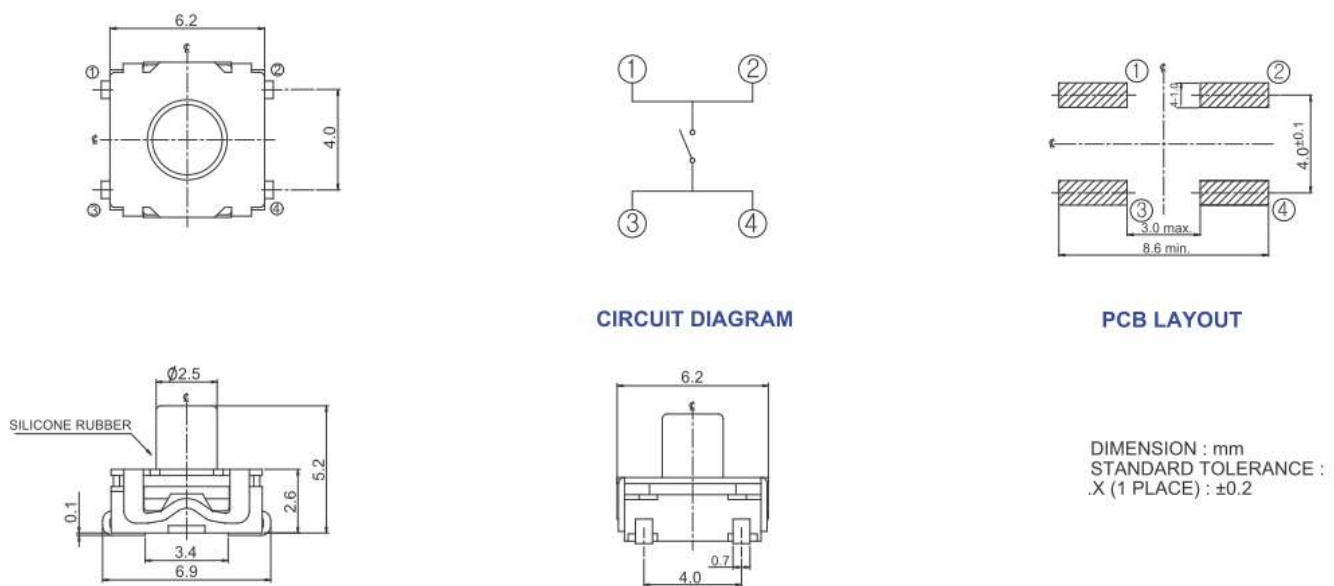 6.2
℄
① ②
℄
4.0
③ ④
① ②
③ ④
CIRCUIT DIAGRAM
℄
① ②
4-1.0
℄
4.0±0.1
③ ④
3.0 max.
8.6 min.
PCB LAYOUT
Ø2.5
℄
SILICONE RUBBER
5.2
2.6
0.1
3.4
6.9
6.2
℄
0.7
4.0
DIMENSION : mm
STANDARD TOLERANCE :
.X (1 PLACE) : ±0.2